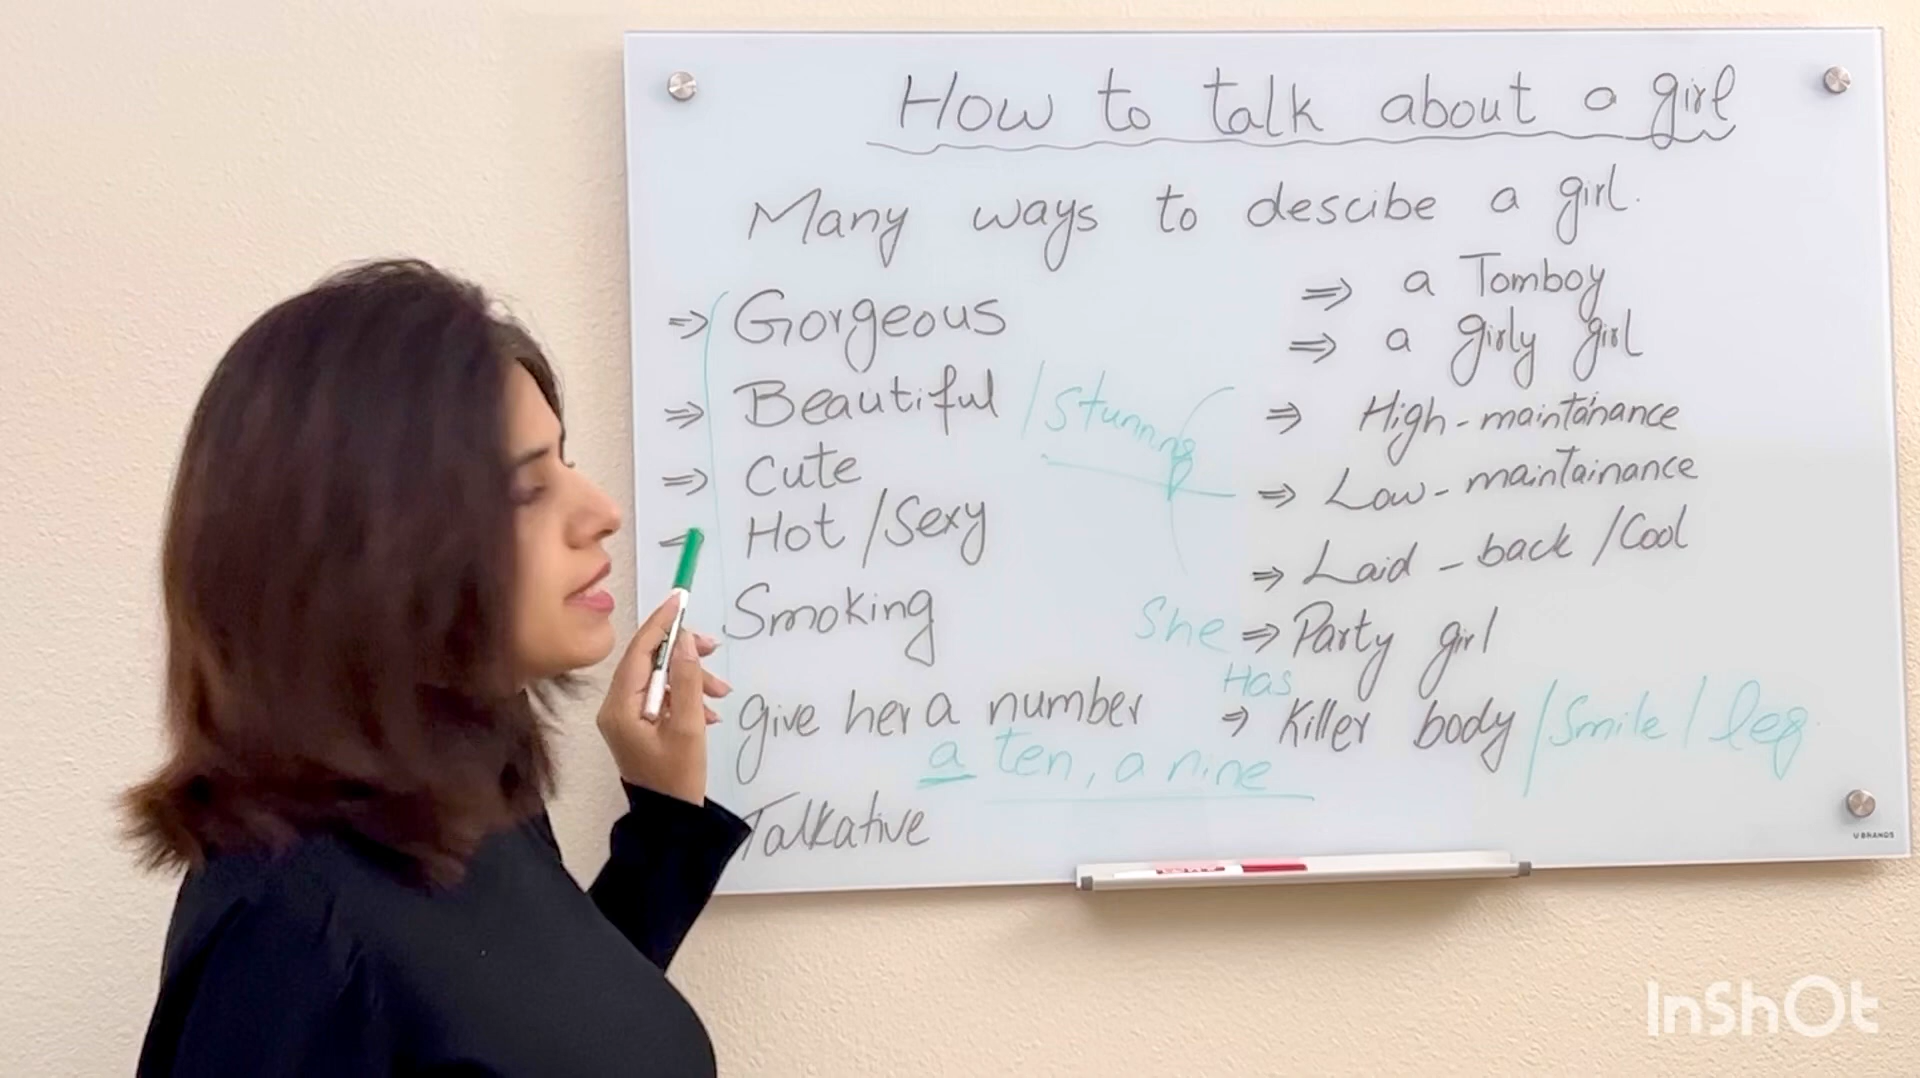 How to talk about a girl
Many ways to descibe a girl.
⇒ Gorgeous
⇒ Beautiful / Stunning
⇒ Cute
Hot / Sexy
Smoking
give her a number
a ten, a nine
Talkative
⇒ a Tomboy
⇒ a girly girl
⇒ High-maintanance
⇒ Low-maintainance
⇒ Laid-back / Cool
She ⇒ Party girl
Has
⇒ Killer body / Smile / leg
U BRANDS
InShOt